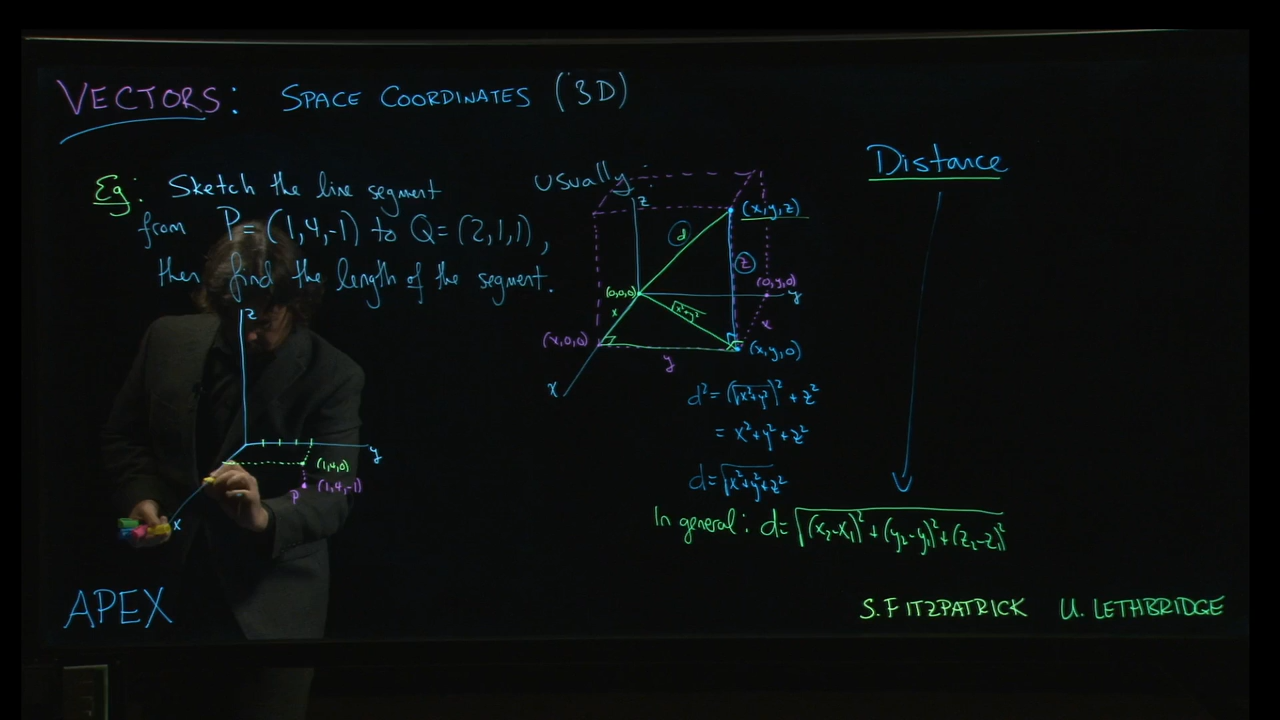 VECTORS: SPACE COORDINATES (3D)
Eg: Sketch the line segment
from P = (1,4,-1) to Q = (2,1,1),
then find the length of the segment.
z
y
x
(1,4,0)
(1,4,-1)
P
usually:
z
(x,y,z)
d
z
(0,0,0)
(0,y,0)
y
x
√x²+y²
x
(x,0,0)
(x,y,0)
y
x
d² = (√x²+y²)² + z²
= x²+y²+z²
d = √x²+y²+z²
Distance
In general: d = √(x₂-x₁)² + (y₂-y₁)² + (z₂-z₁)²
APEX
S. FITZPATRICK U. LETHBRIDGE